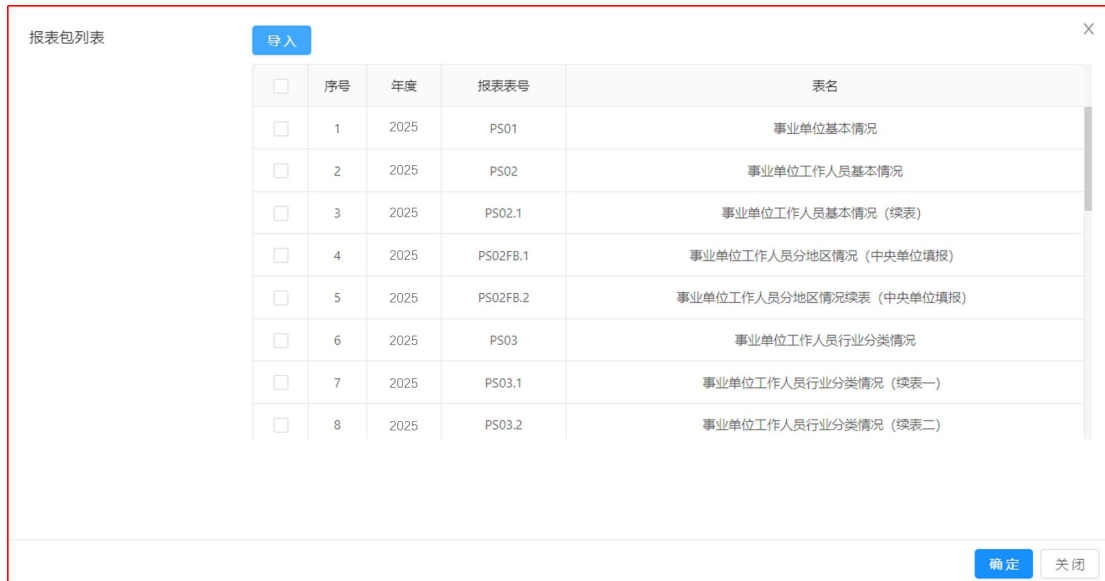 报表包列表
导入
X
序号 年度 报表表号 表名
1 2025 PS01 事业单位基本情况
2 2025 PS02 事业单位工作人员基本情况
3 2025 PS02.1 事业单位工作人员基本情况（续表）
4 2025 PS02FB.1 事业单位工作人员分地区情况（中央单位填报）
5 2025 PS02FB.2 事业单位工作人员分地区情况续表（中央单位填报）
6 2025 PS03 事业单位工作人员行业分类情况
7 2025 PS03.1 事业单位工作人员行业分类情况（续表一）
8 2025 PS03.2 事业单位工作人员行业分类情况（续表二）
确定 关闭